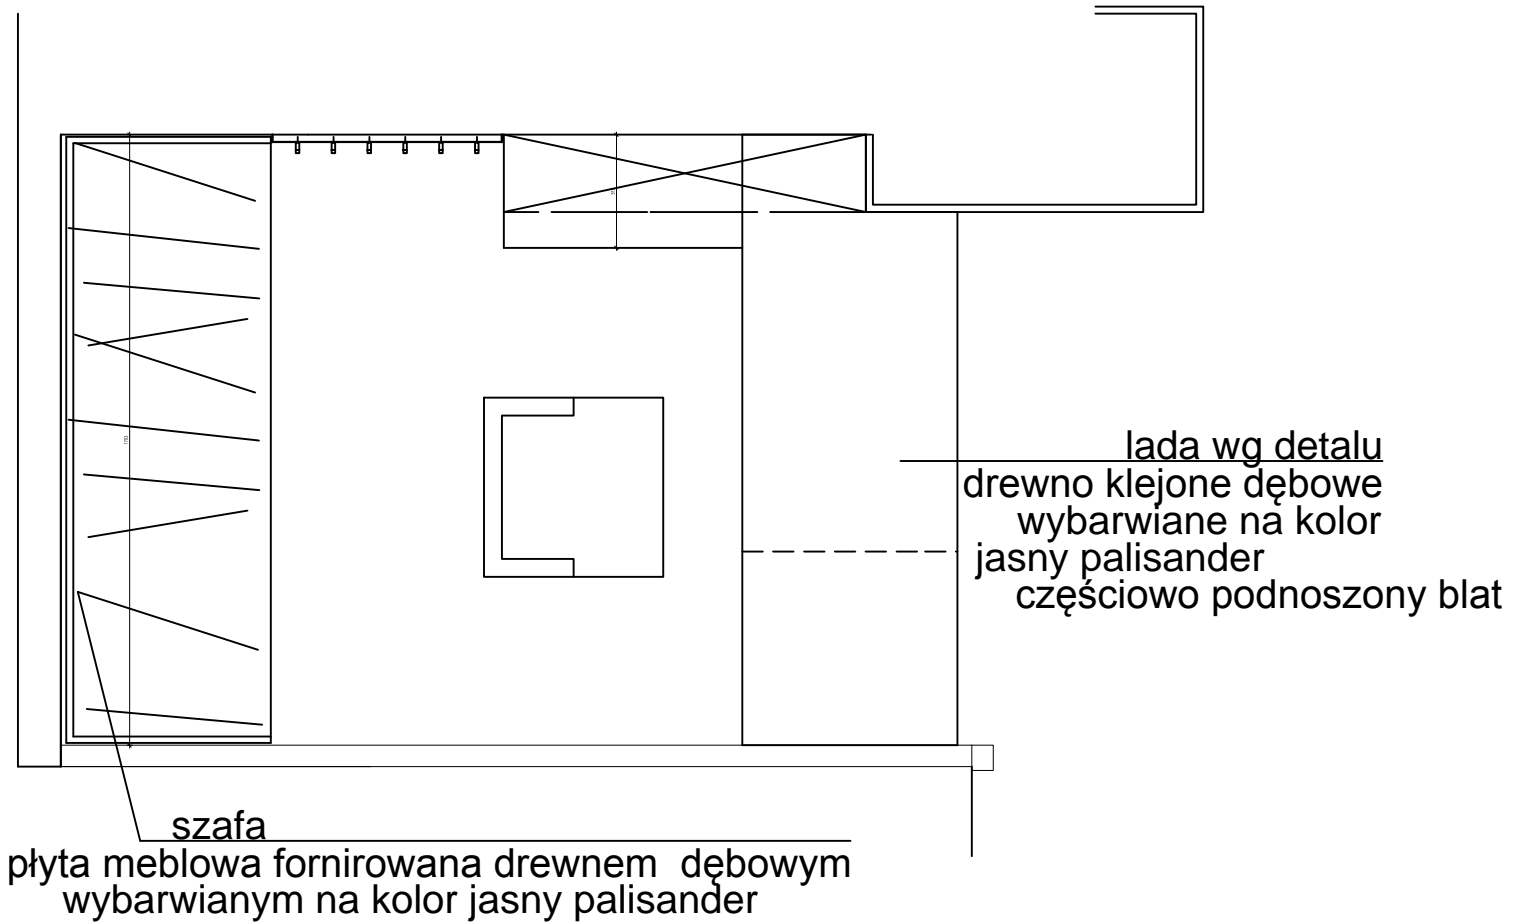 lada wg detalu
drewno klejone dębowe
wybarwiane na kolor
jasny palisander
częściowo podnoszony blat
szafa
płyta meblowa fornirowana drewnem dębowym
wybarwianym na kolor jasny palisander